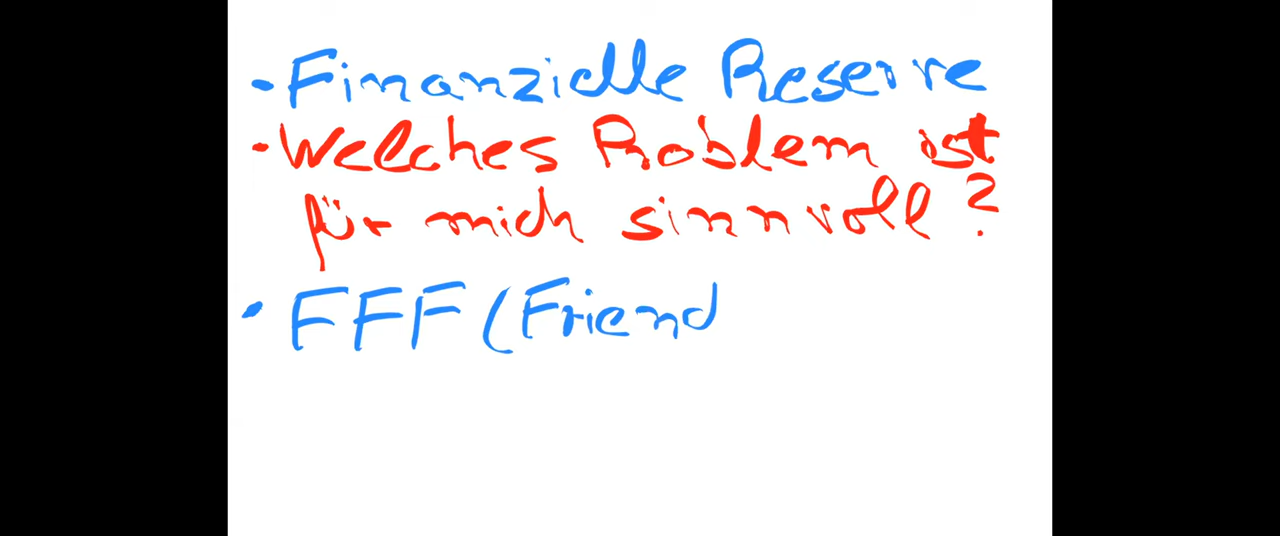 • Finanzielle Reserve
• Welches Problem ist
für mich sinnvoll?
• FFF (Friend